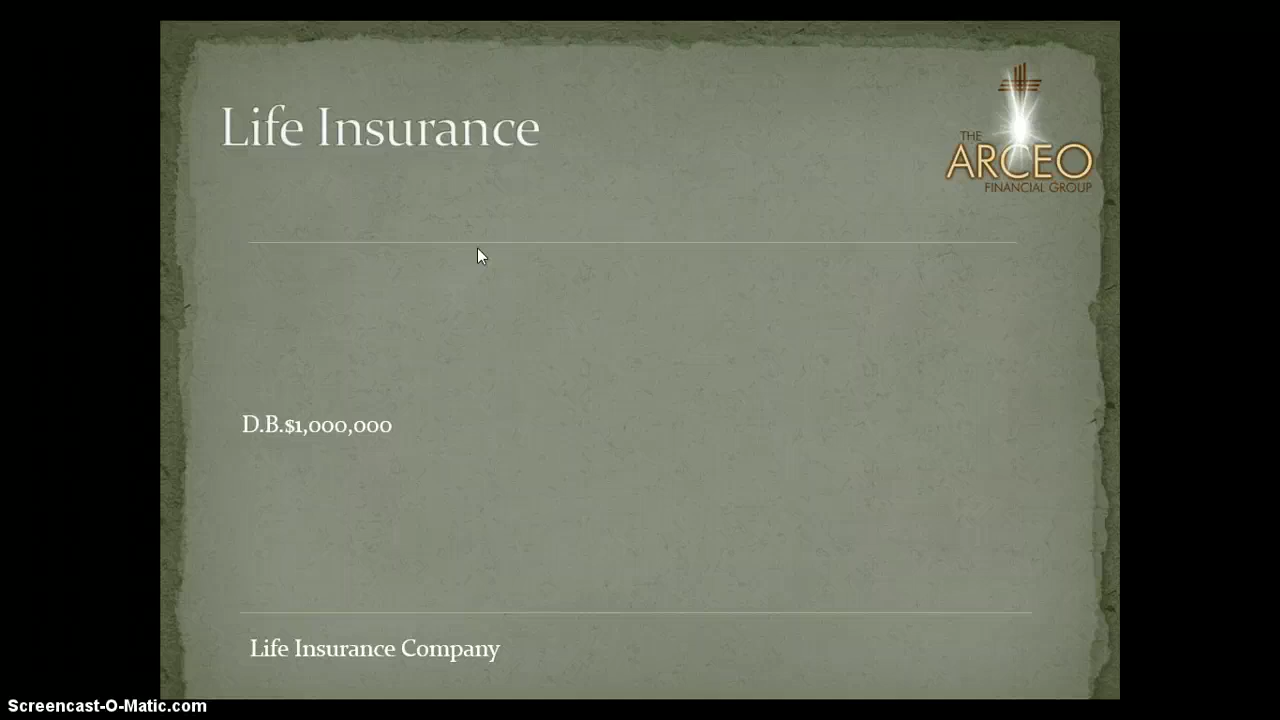 Life Insurance
THE
ARCEO
FINANCIAL GROUP
D.B.$1,000,000
Life Insurance Company
Screencast-O-Matic.com